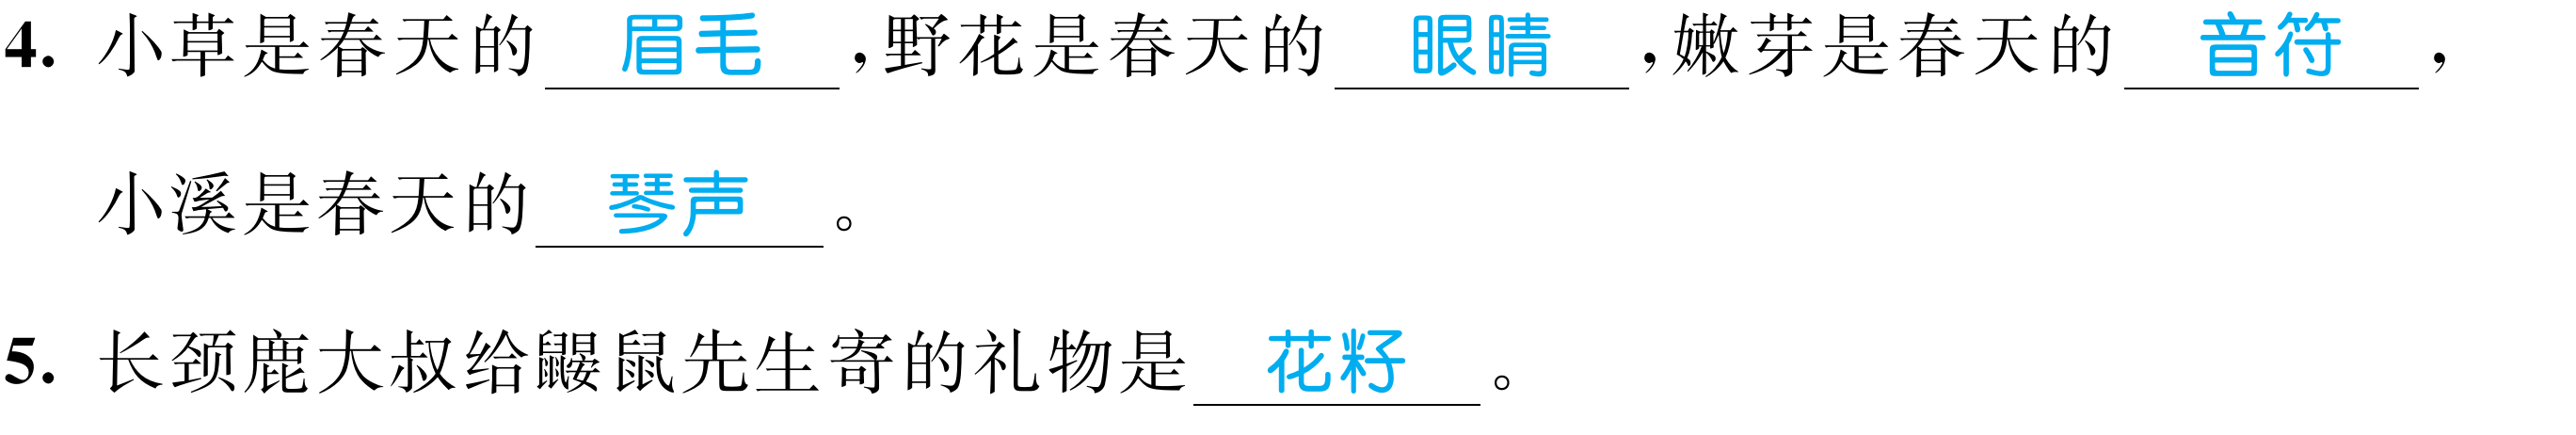 4. 小草是春天的 眉毛 ,野花是春天的 眼睛 ,嫩芽是春天的 音符 ,
小溪是春天的 琴声 。
5. 长颈鹿大叔给鼹鼠先生寄的礼物是 花籽 。